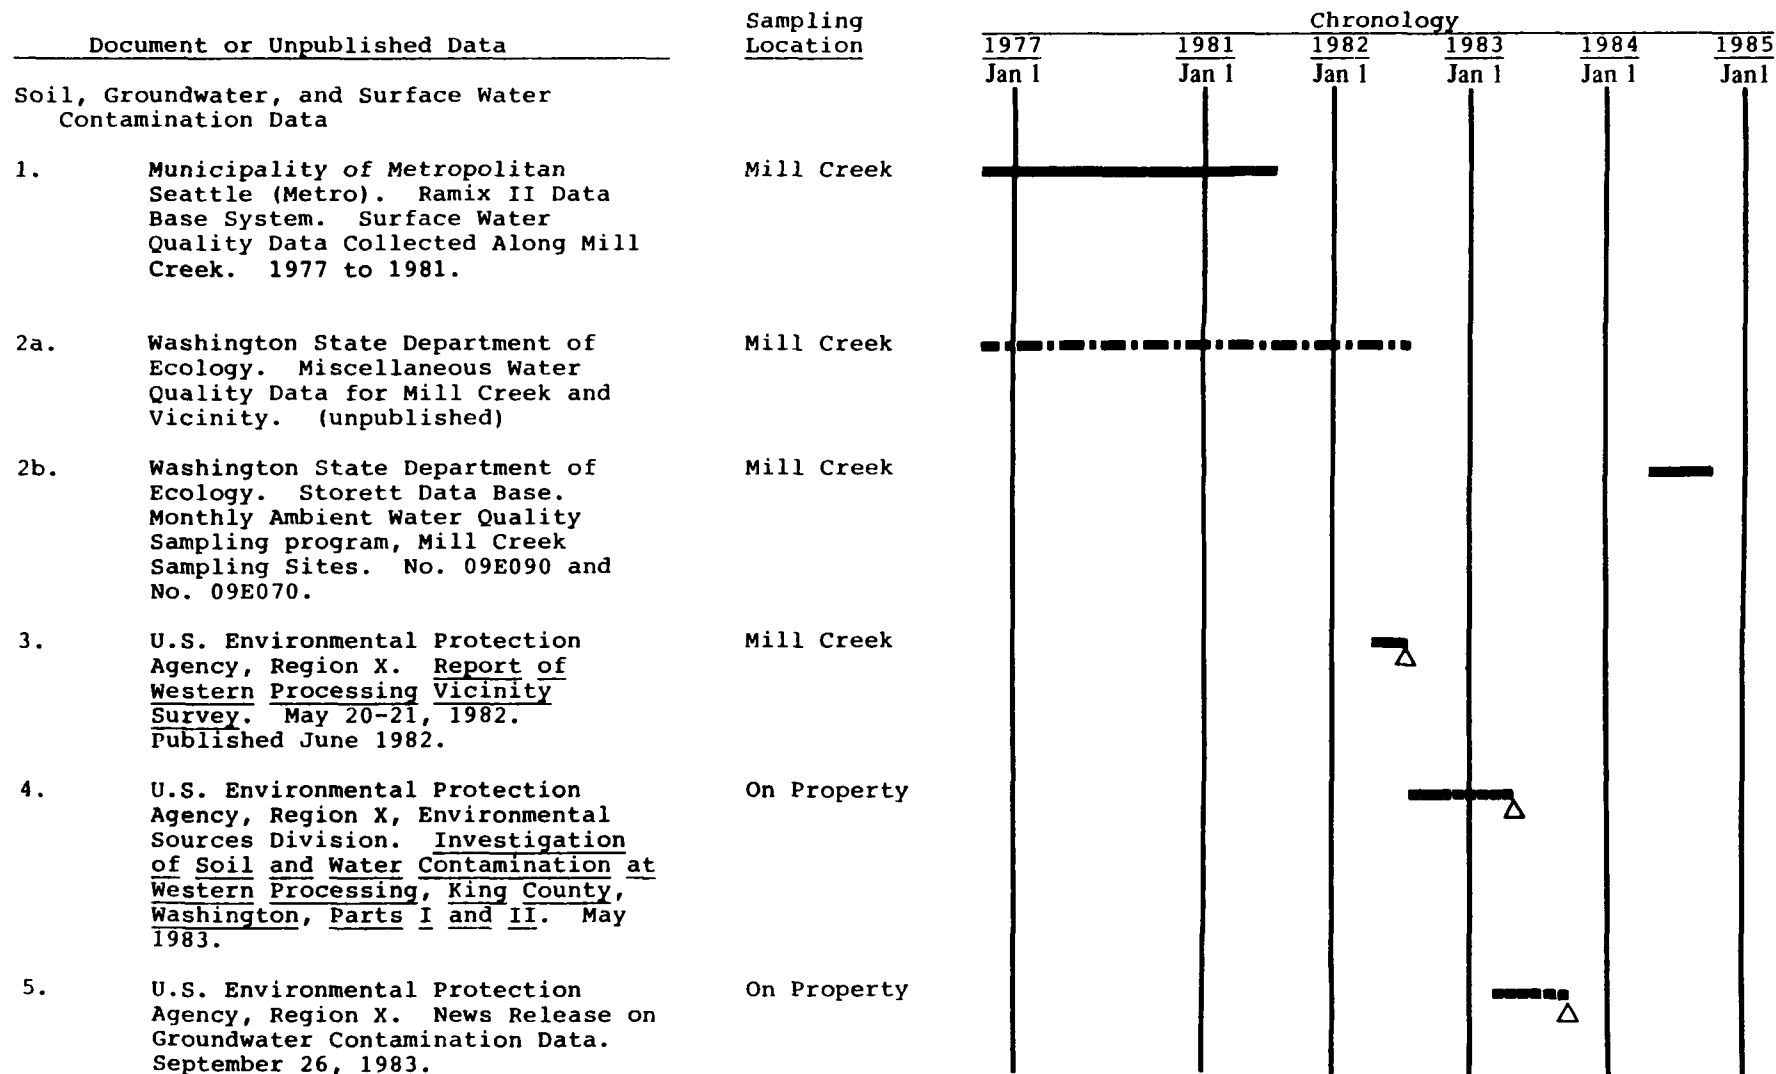 Sampling Chronology
Document or Unpublished Data Location 1977 1981 1982 1983 1984 1985
Jan 1 Jan 1 Jan 1 Jan 1 Jan 1 Jan1
Soil, Groundwater, and Surface Water
Contamination Data
1. Municipality of Metropolitan Mill Creek
Seattle (Metro). Ramix II Data
Base System. Surface Water
Quality Data Collected Along Mill
Creek. 1977 to 1981.
2a. Washington State Department of Mill Creek
Ecology. Miscellaneous Water
Quality Data for Mill Creek and
Vicinity. (unpublished)
2b. Washington State Department of Mill Creek
Ecology. Storett Data Base.
Monthly Ambient Water Quality
Sampling program, Mill Creek
Sampling Sites. No. 09E090 and
No. 09E070.
3. U.S. Environmental Protection Mill Creek
Agency, Region X. Report of
Western Processing Vicinity
Survey. May 20-21, 1982.
Published June 1982.
4. U.S. Environmental Protection On Property
Agency, Region X, Environmental
Sources Division. Investigation
of Soil and Water Contamination at
Western Processing, King County,
Washington, Parts I and II. May
1983.
5. U.S. Environmental Protection On Property
Agency, Region X. News Release on
Groundwater Contamination Data.
September 26, 1983.